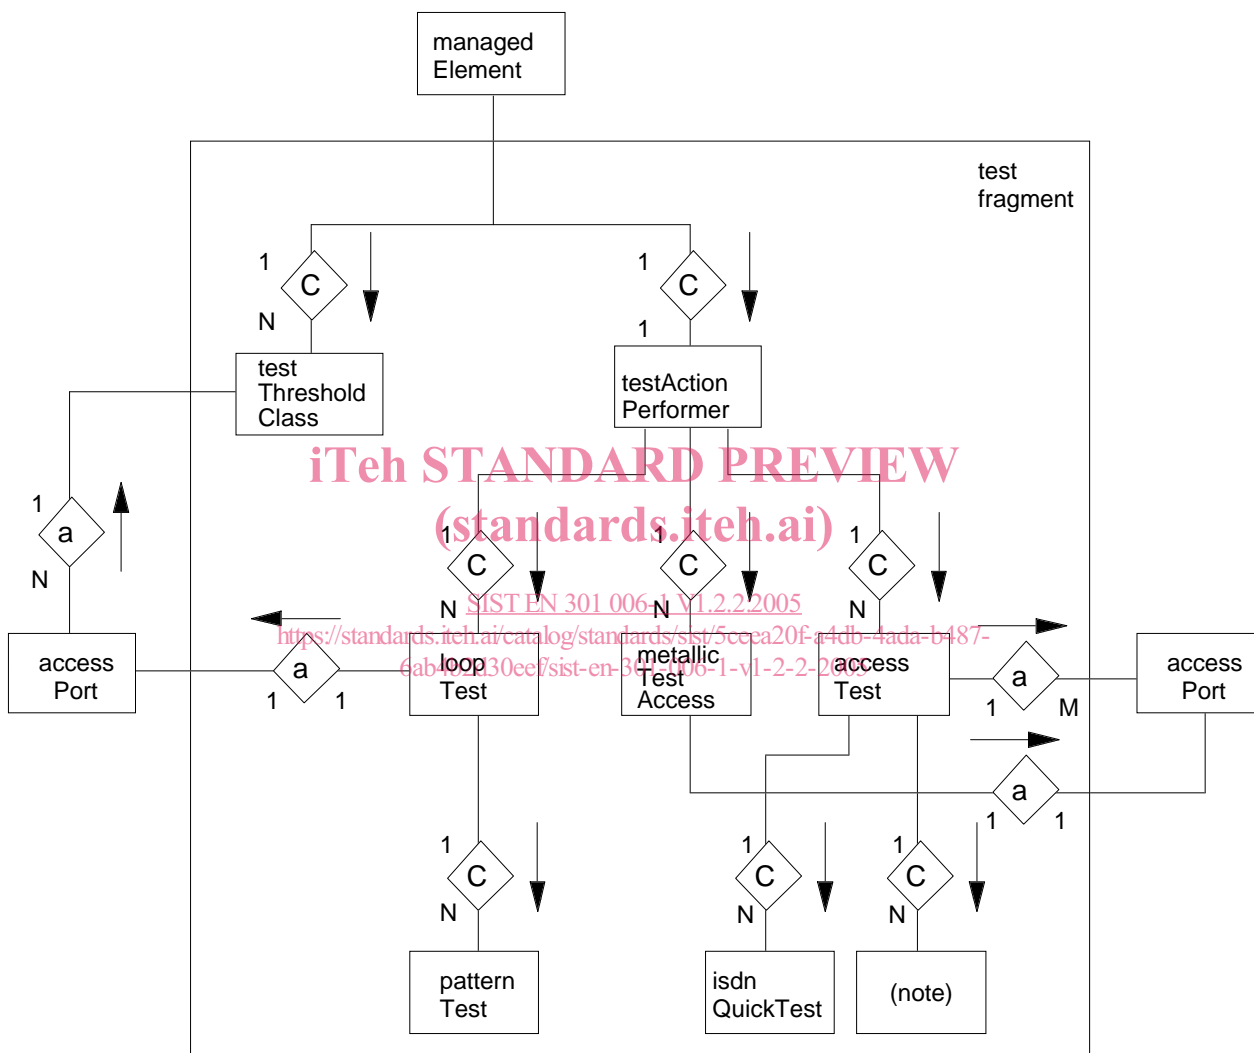 managed
Element
test
fragment
1
C
N
1
C
1
test
Threshold
Class
testAction
Performer
iTeh STANDARD PREVIEW
(standards.iteh.ai)
1
a
N
1
C
N
1
C
N
1
C
N
SIST EN 301 006-1 V1.2.2:2005
https://standards.iteh.ai/catalog/standards/sist/5ceea20f-a4db-4ada-b487-
6ab4b2d30eef/sist-en-301-006-1-v1-2-2-2005
access
Port
a
1
1
loop
Test
metallic
Test
Access
access
Test
a
1
M
access
Port
a
1
1
1
C
N
1
C
N
1
C
N
pattern
Test
isdn
QuickTest
(note)